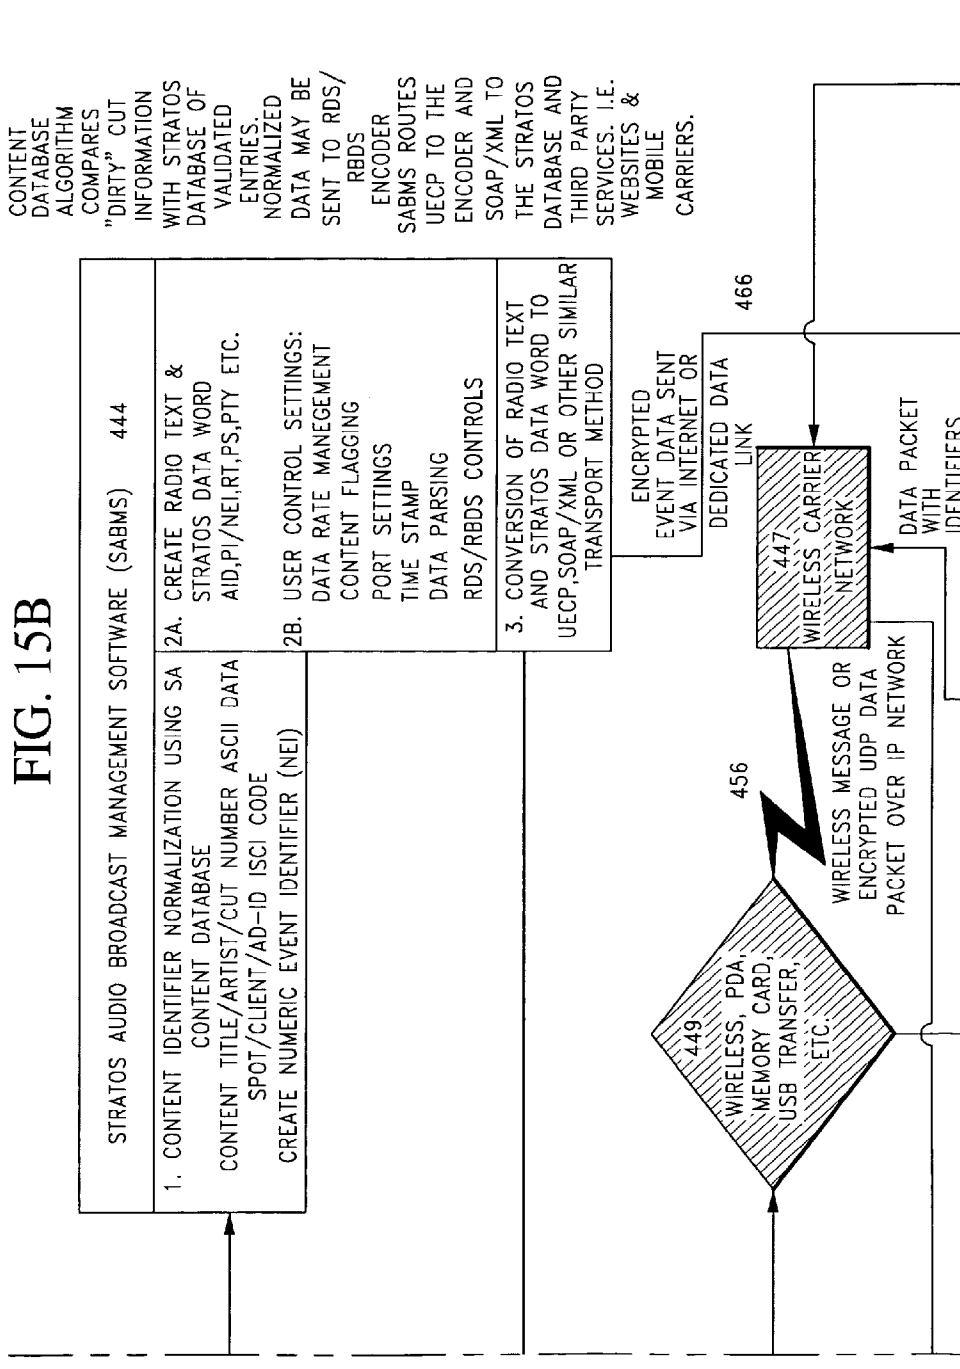 FIG. 15B
STRATOS AUDIO BROADCAST MANAGEMENT SOFTWARE (SABMS) 444
1. CONTENT IDENTIFIER NORMALIZATION USING SA
CONTENT DATABASE
CONTENT TITLE/ARTIST/CUT NUMBER ASCII DATA
SPOT/CLIENT/AD-ID ISCI CODE
CREATE NUMERIC EVENT IDENTIFIER (NEI)
2A. CREATE RADIO TEXT &
STRATOS DATA WORD
AID,PI/NEI,RT,PS,PTY ETC.
2B. USER CONTROL SETTINGS:
DATA RATE MANEGEMENT
CONTENT FLAGGING
PORT SETTINGS
TIME STAMP
DATA PARSING
RDS/RBDS CONTROLS
3. CONVERSION OF RADIO TEXT
AND STRATOS DATA WORD TO
UECP,SOAP/XML OR OTHER SIMILAR
TRANSPORT METHOD
CONTENT
DATABASE
ALGORITHM
COMPARES
"DIRTY" CUT
INFORMATION
WITH STRATOS
DATABASE OF
VALIDATED
ENTRIES.
NORMALIZED
DATA MAY BE
SENT TO RDS/
RBDS
ENCODER
SABMS ROUTES
UECP TO THE
ENCODER AND
SOAP/XML TO
THE STRATOS
DATABASE AND
THIRD PARTY
SERVICES. I.E.
WEBSITES &
MOBILE
CARRIERS.
ENCRYPTED
EVENT DATA SENT
VIA INTERNET OR
DEDICATED DATA
LINK
466
449
WIRELESS, PDA,
MEMORY CARD,
USB TRANSFER,
ETC.
456
WIRELESS MESSAGE OR
ENCRYPTED UDP DATA
PACKET OVER IP NETWORK
447
WIRELESS CARRIER
NETWORK
DATA PACKET
WITH
IDENTIFIERS